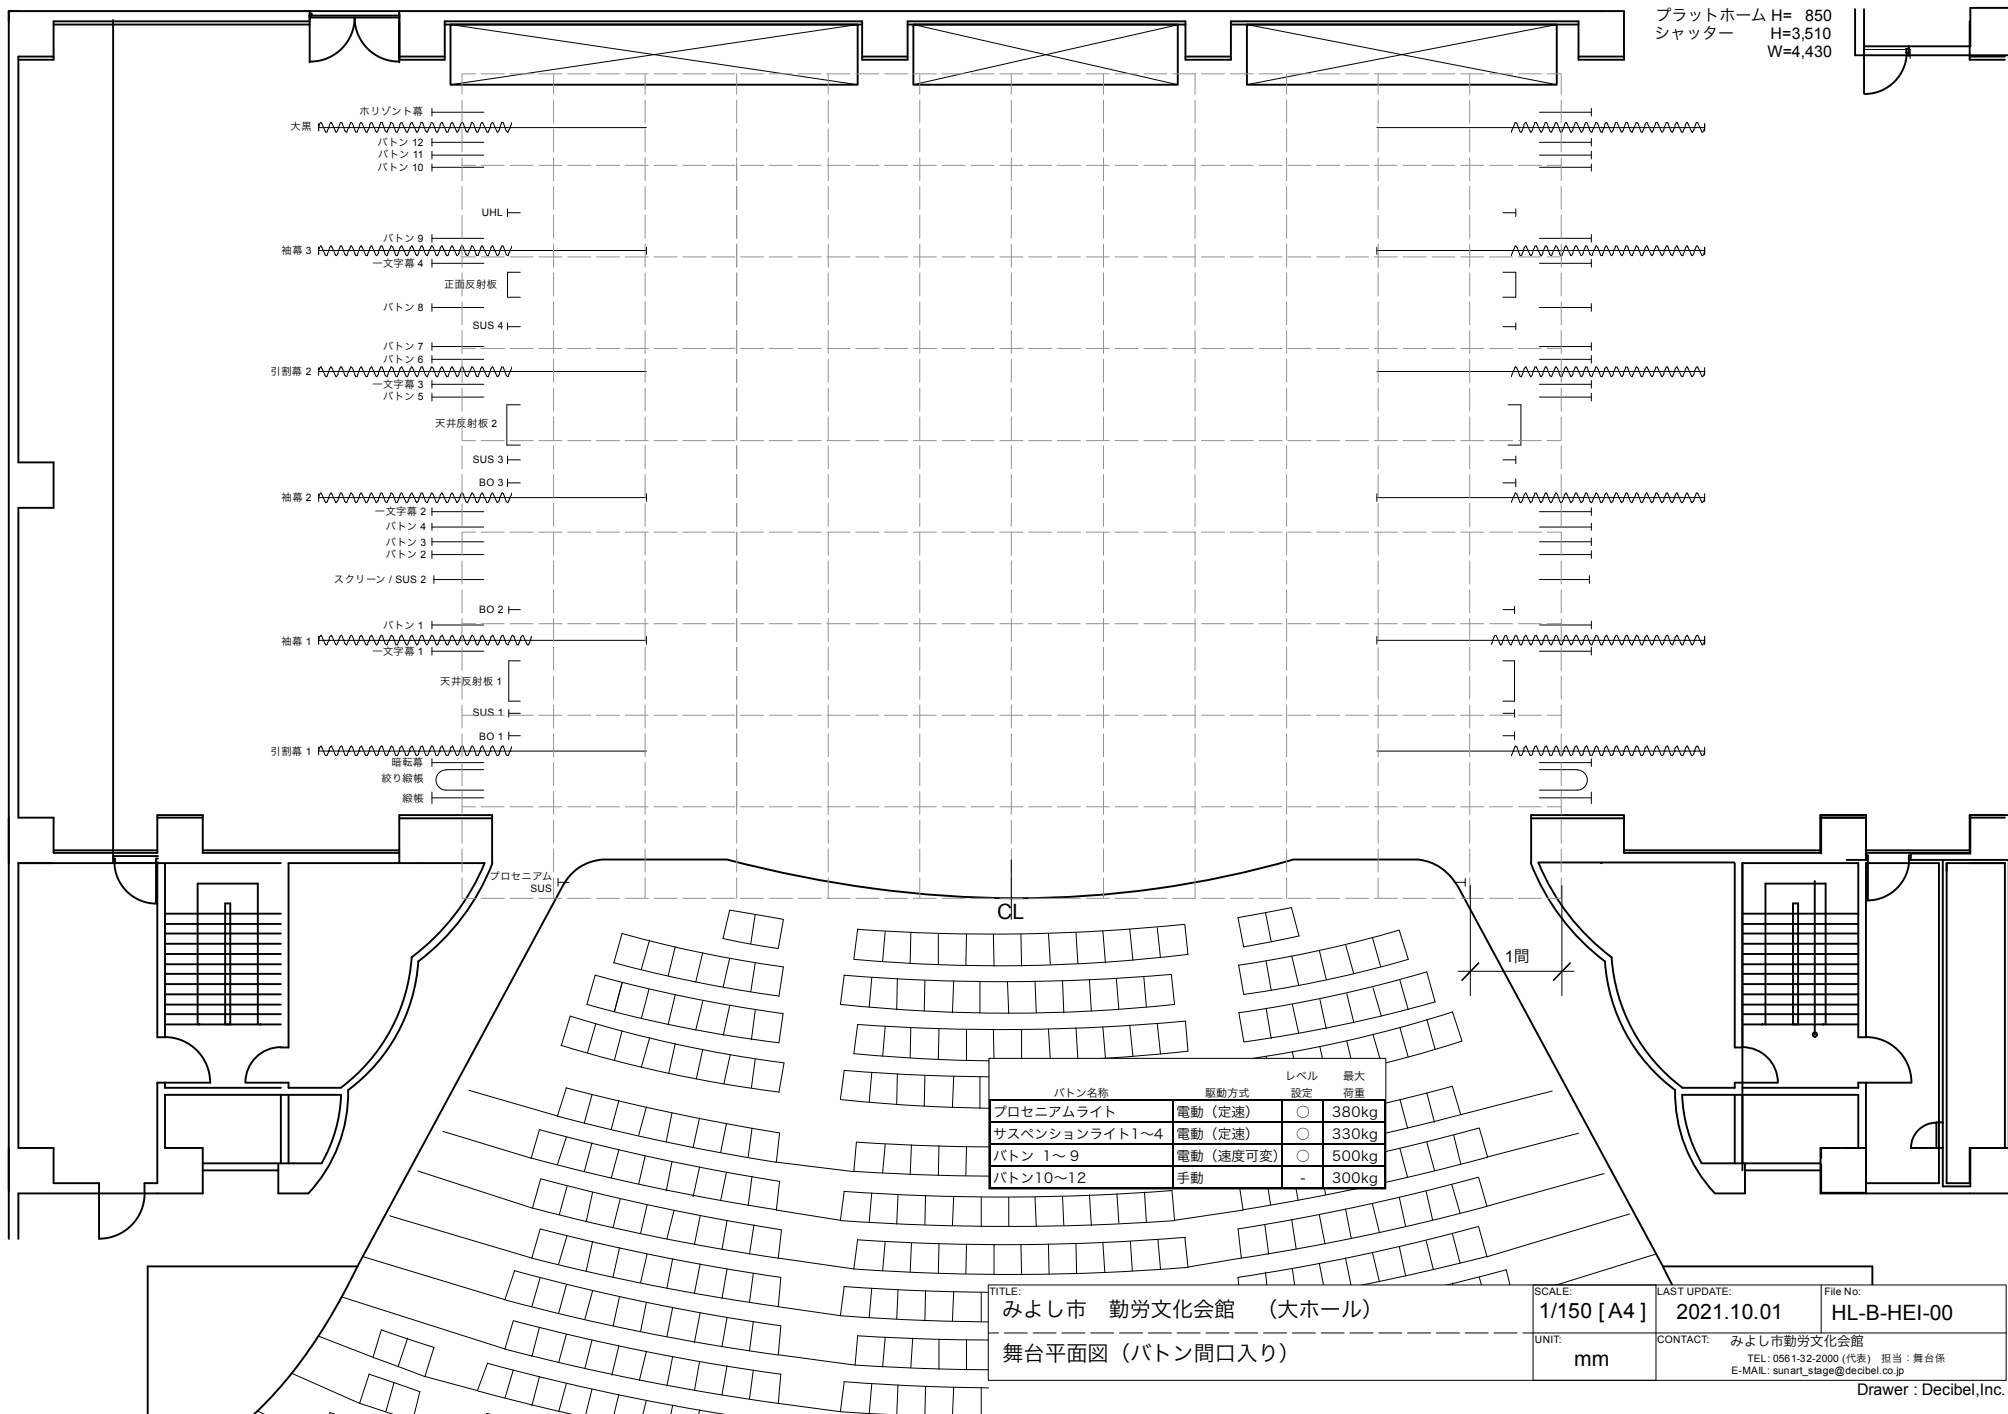 プラットホーム H= 850
シャッター H=3,510
W=4,430
ホリゾント幕
大黒
バトン 12
バトン 11
バトン 10
UHL
バトン 9
袖幕 3
一文字幕 4
正面反射板
バトン 8
SUS 4
バトン 7
バトン 6
引割幕 2
一文字幕 3
バトン 5
天井反射板 2
SUS 3
BO 3
袖幕 2
一文字幕 2
バトン 4
バトン 3
バトン 2
スクリーン / SUS 2
BO 2
バトン 1
袖幕 1
一文字幕 1
天井反射板 1
SUS 1
BO 1
引割幕 1
暗転幕
絞り緞帳
緞帳
プロセニアム
SUS
CL
1間
バトン名称 駆動方式 レベル設定 最大荷重
プロセニアムライト 電動（定速） ○ 380kg
サスペンションライト1〜4 電動（定速） ○ 330kg
バトン 1〜9 電動（速度可変） ○ 500kg
バトン10〜12 手動 - 300kg
TITLE:
みよし市 勤労文化会館 （大ホール）
舞台平面図（バトン間口入り）
SCALE:
1/150 [ A4 ]
LAST UPDATE:
2021.10.01
File No:
HL-B-HEI-00
UNIT:
mm
CONTACT: みよし市勤労文化会館
TEL: 0561-32-2000 (代表) 担当：舞台係
E-MAIL: sunart_stage@decibel.co.jp
Drawer : Decibel,Inc.